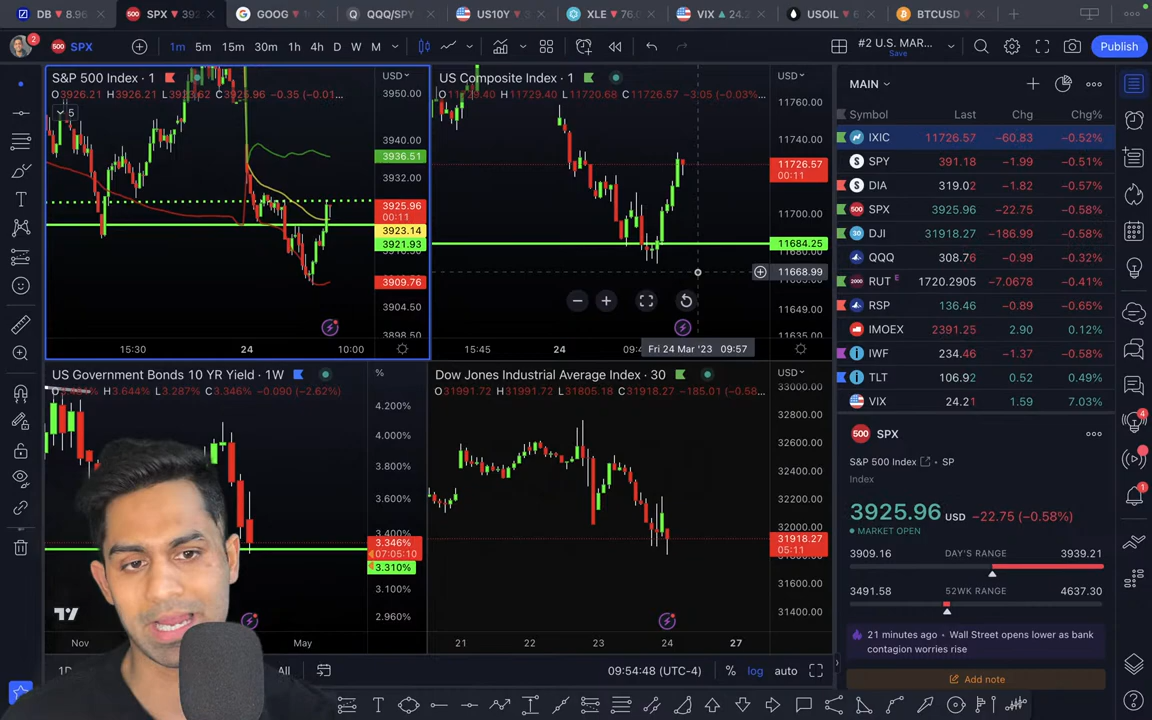 DB ▼ 8.96
SPX ▼ 392
GOOG ▼
QQQ/SPY
US10Y ▼
XLE ▼ 76.
VIX ▲ 24.2
USOIL ▼
BTCUSD
2
500 SPX
1m 5m 15m 30m 1h 4h D W M
#2 U.S. MAR...
Save
Publish
S&P 500 Index · 1
O3926.21 H3926.21 L3923.62 C3925.96 −0.35 (−0.01...
5
USD
3950.00
3940.00
3936.51
3932.00
3925.96
00:11
3923.14
3921.93
3909.76
3904.50
3898.50
15:30 24 10:00
US Composite Index · 1
O11729.40 H11729.40 L11720.68 C11726.57 −3.05 (−0.03%)
USD
11760.00
11740.00
11726.57
00:11
11700.00
11684.25
11668.99
11649.00
11635.00
15:45 24 09:4
Fri 24 Mar '23 09:57
US Government Bonds 10 YR Yield · 1W
H3.644% L3.287% C3.346% −0.090 (−2.62%)
%
4.200%
4.000%
3.800%
3.600%
3.400%
3.346%
07:05:10
3.310%
3.100%
2.960%
Nov May
Dow Jones Industrial Average Index · 30
O31991.72 H31991.72 L31805.18 C31918.27 −185.01 (−0.58...
USD
33000.00
32800.00
32600.00
32400.00
32200.00
32000.00
31918.27
05:11
31600.00
31400.00
21 22 23 24 27
1D
All
09:54:48 (UTC-4)
% log auto
MAIN
Symbol Last Chg Chg%
IXIC 11726.57 −60.83 −0.52%
SPY 391.18 −1.99 −0.51%
DIA 319.02 −1.82 −0.57%
500 SPX 3925.96 −22.75 −0.58%
30 DJI 31918.27 −186.99 −0.58%
QQQ 308.76 −0.99 −0.32%
2000 RUT E 1720.2905 −7.0678 −0.41%
RSP 136.46 −0.89 −0.65%
IMOEX 2391.25 2.90 0.12%
IWF 234.46 −1.37 −0.58%
TLT 106.92 0.52 0.49%
VIX 24.21 1.59 7.03%
500 SPX
S&P 500 Index • SP
Index
3925.96 USD −22.75 (−0.58%)
MARKET OPEN
3909.16 DAY'S RANGE 3939.21
3491.58 52WK RANGE 4637.30
21 minutes ago • Wall Street opens lower as bank
contagion worries rise
Add note
4
1